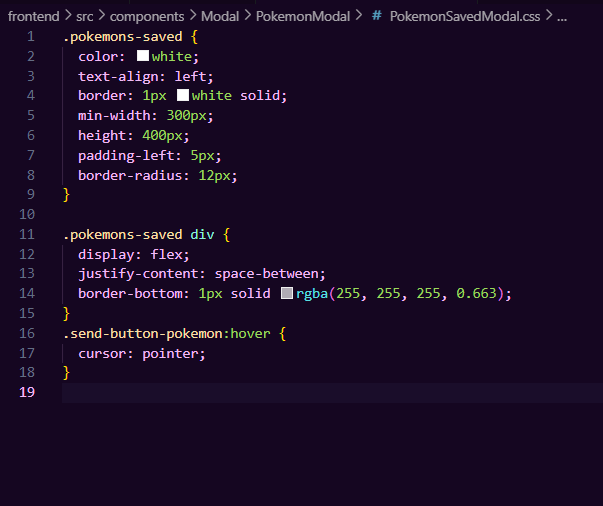 frontend > src > components > Modal > PokemonModal > # PokemonSavedModal.css > ...
1 .pokemons-saved {
2 color: white;
3 text-align: left;
4 border: 1px white solid;
5 min-width: 300px;
6 height: 400px;
7 padding-left: 5px;
8 border-radius: 12px;
9 }
10
11 .pokemons-saved div {
12 display: flex;
13 justify-content: space-between;
14 border-bottom: 1px solid rgba(255, 255, 255, 0.663);
15 }
16 .send-button-pokemon:hover {
17 cursor: pointer;
18 }
19